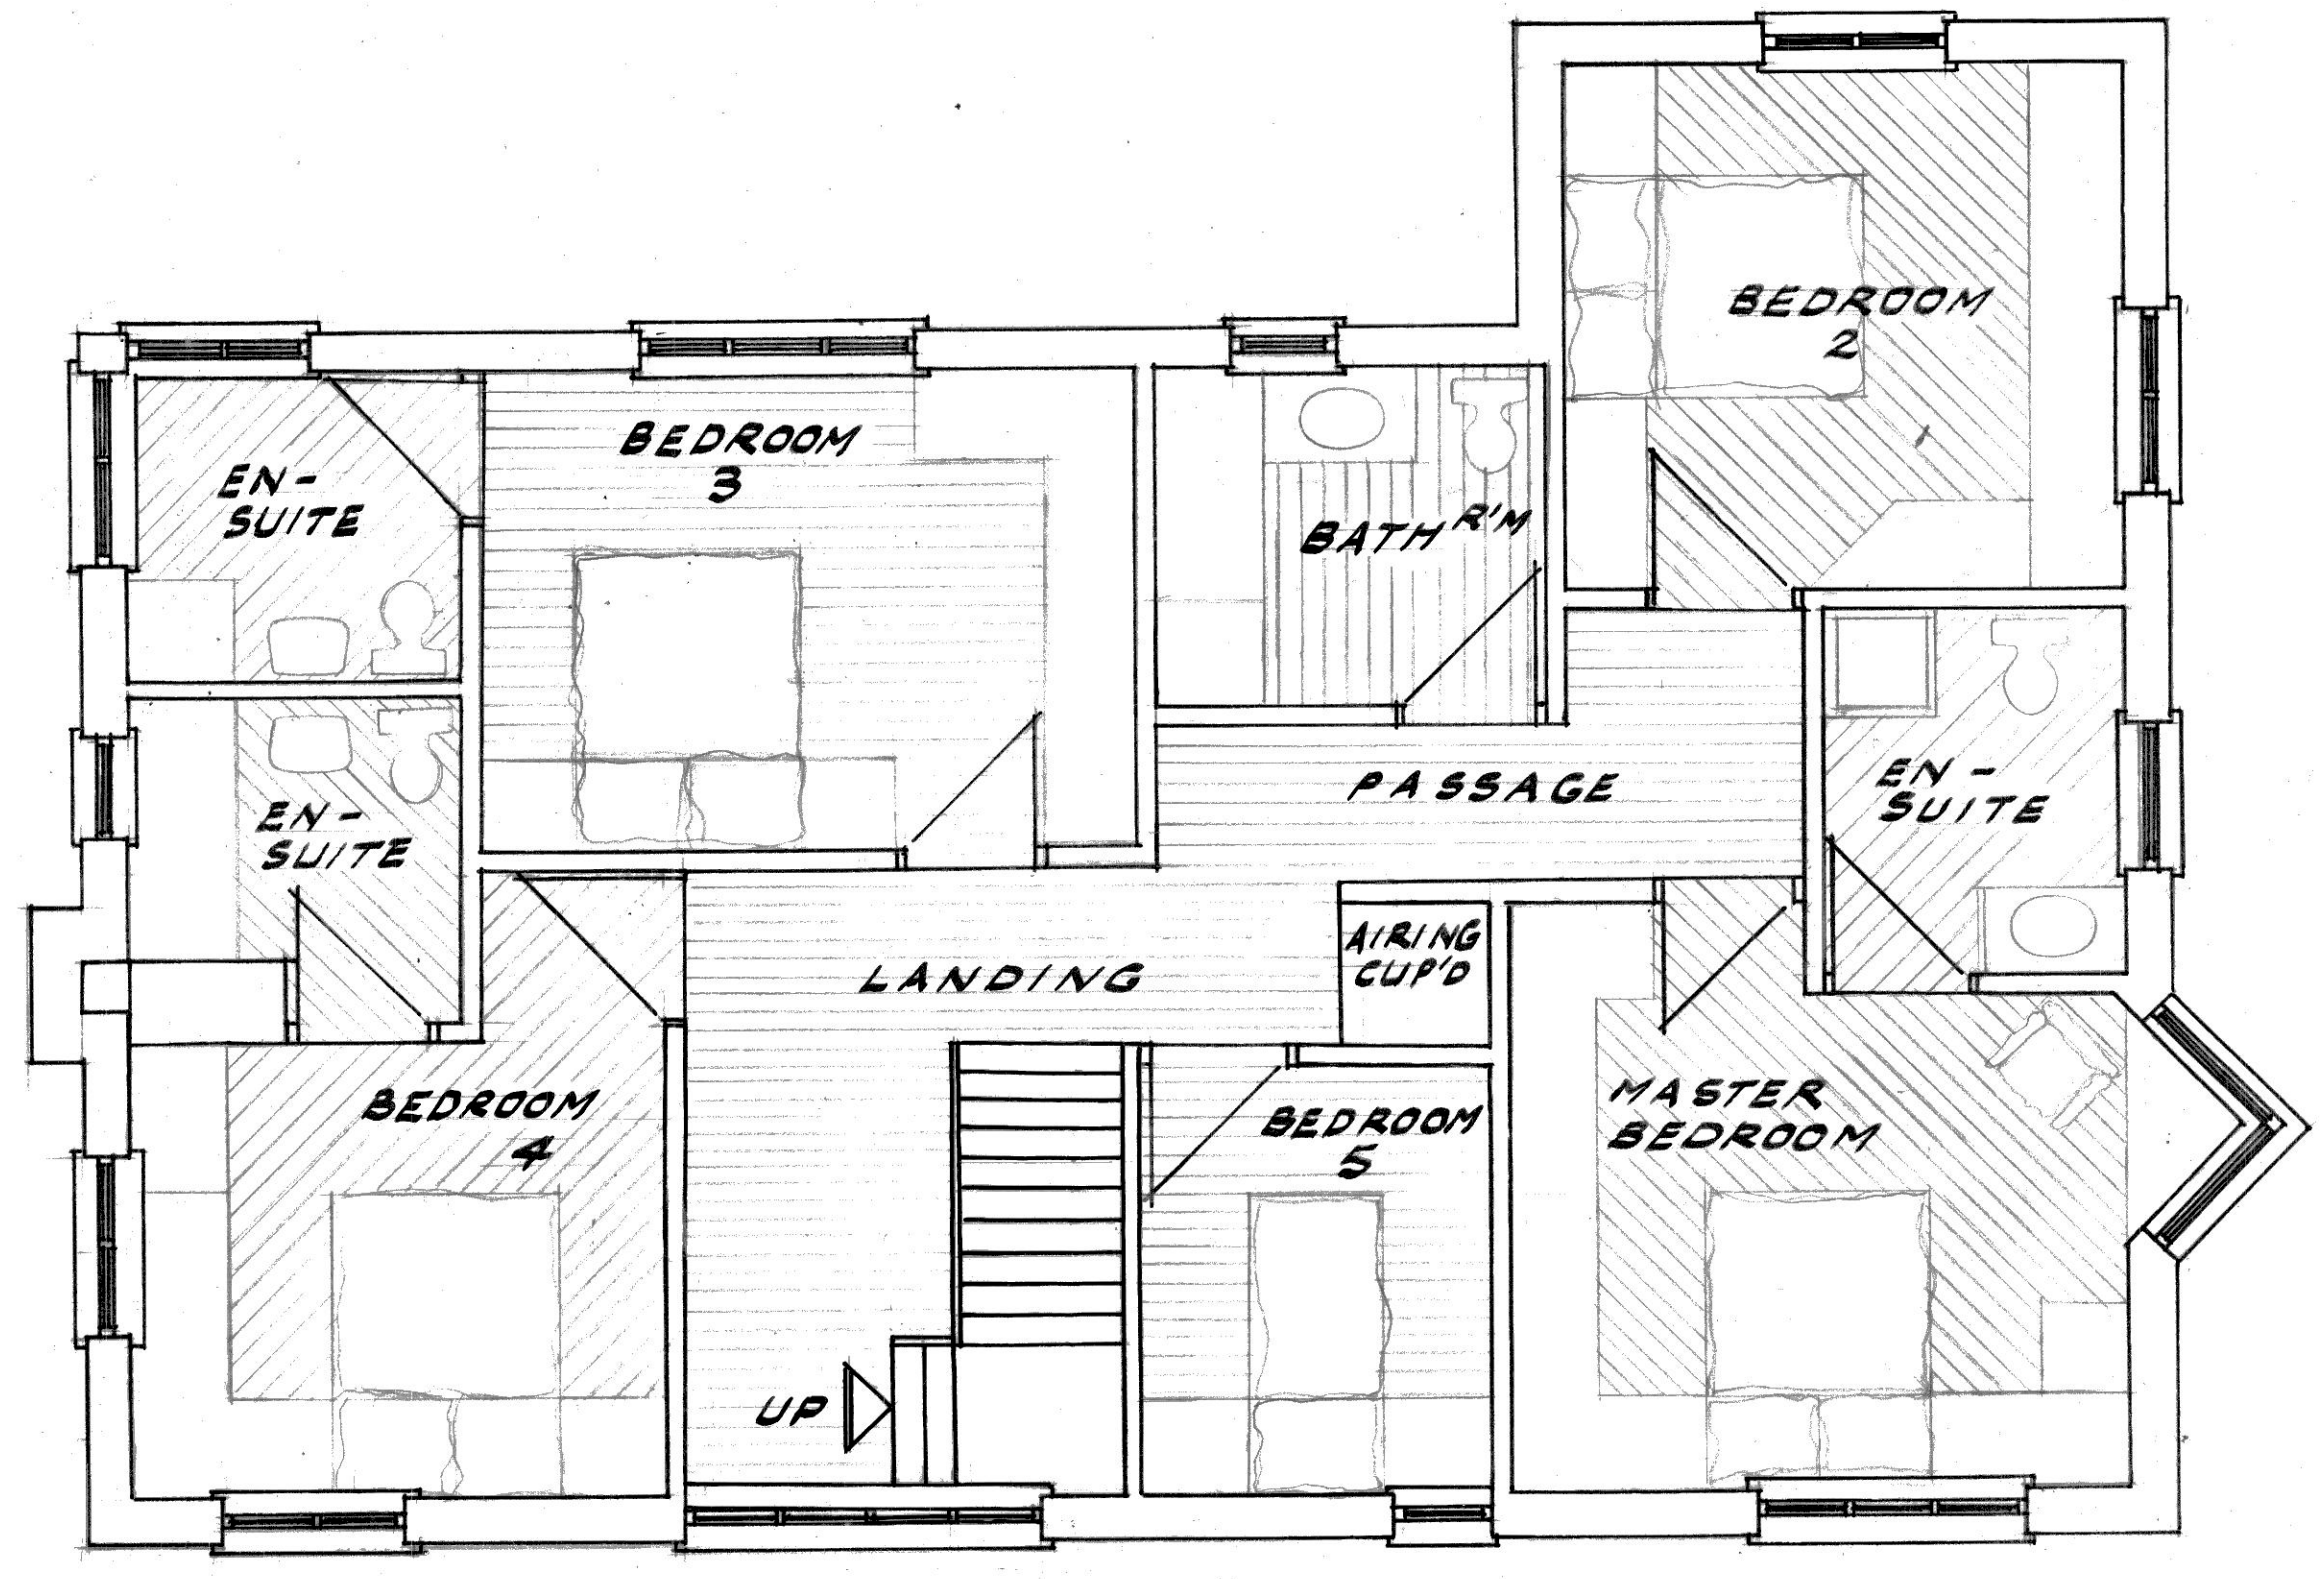 BEDROOM
2
BEDROOM
3
EN-
SUITE
BATH R'M
EN-
SUITE
PASSAGE
EN-
SUITE
AIRING
CUP'D
LANDING
BEDROOM
4
BEDROOM
5
MASTER
BEDROOM
UP